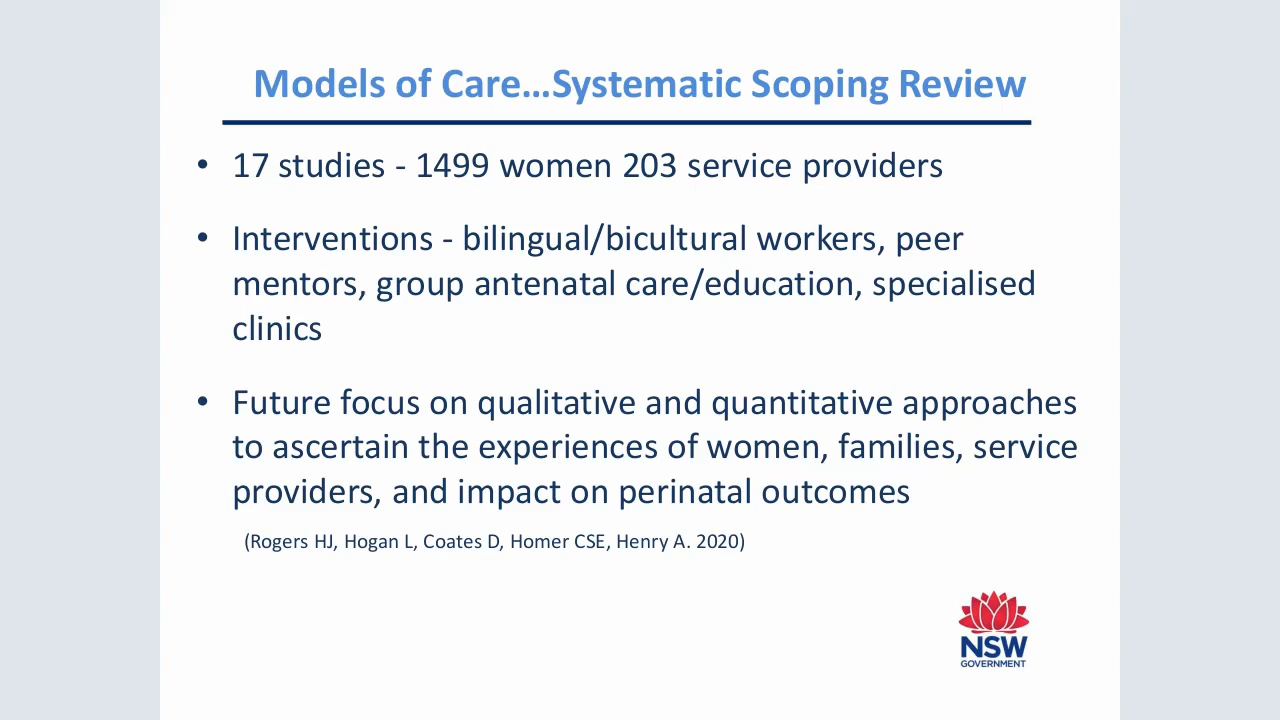 Models of Care...Systematic Scoping Review
• 17 studies - 1499 women 203 service providers
• Interventions - bilingual/bicultural workers, peer
mentors, group antenatal care/education, specialised
clinics
• Future focus on qualitative and quantitative approaches
to ascertain the experiences of women, families, service
providers, and impact on perinatal outcomes
(Rogers HJ, Hogan L, Coates D, Homer CSE, Henry A. 2020)
NSW
GOVERNMENT